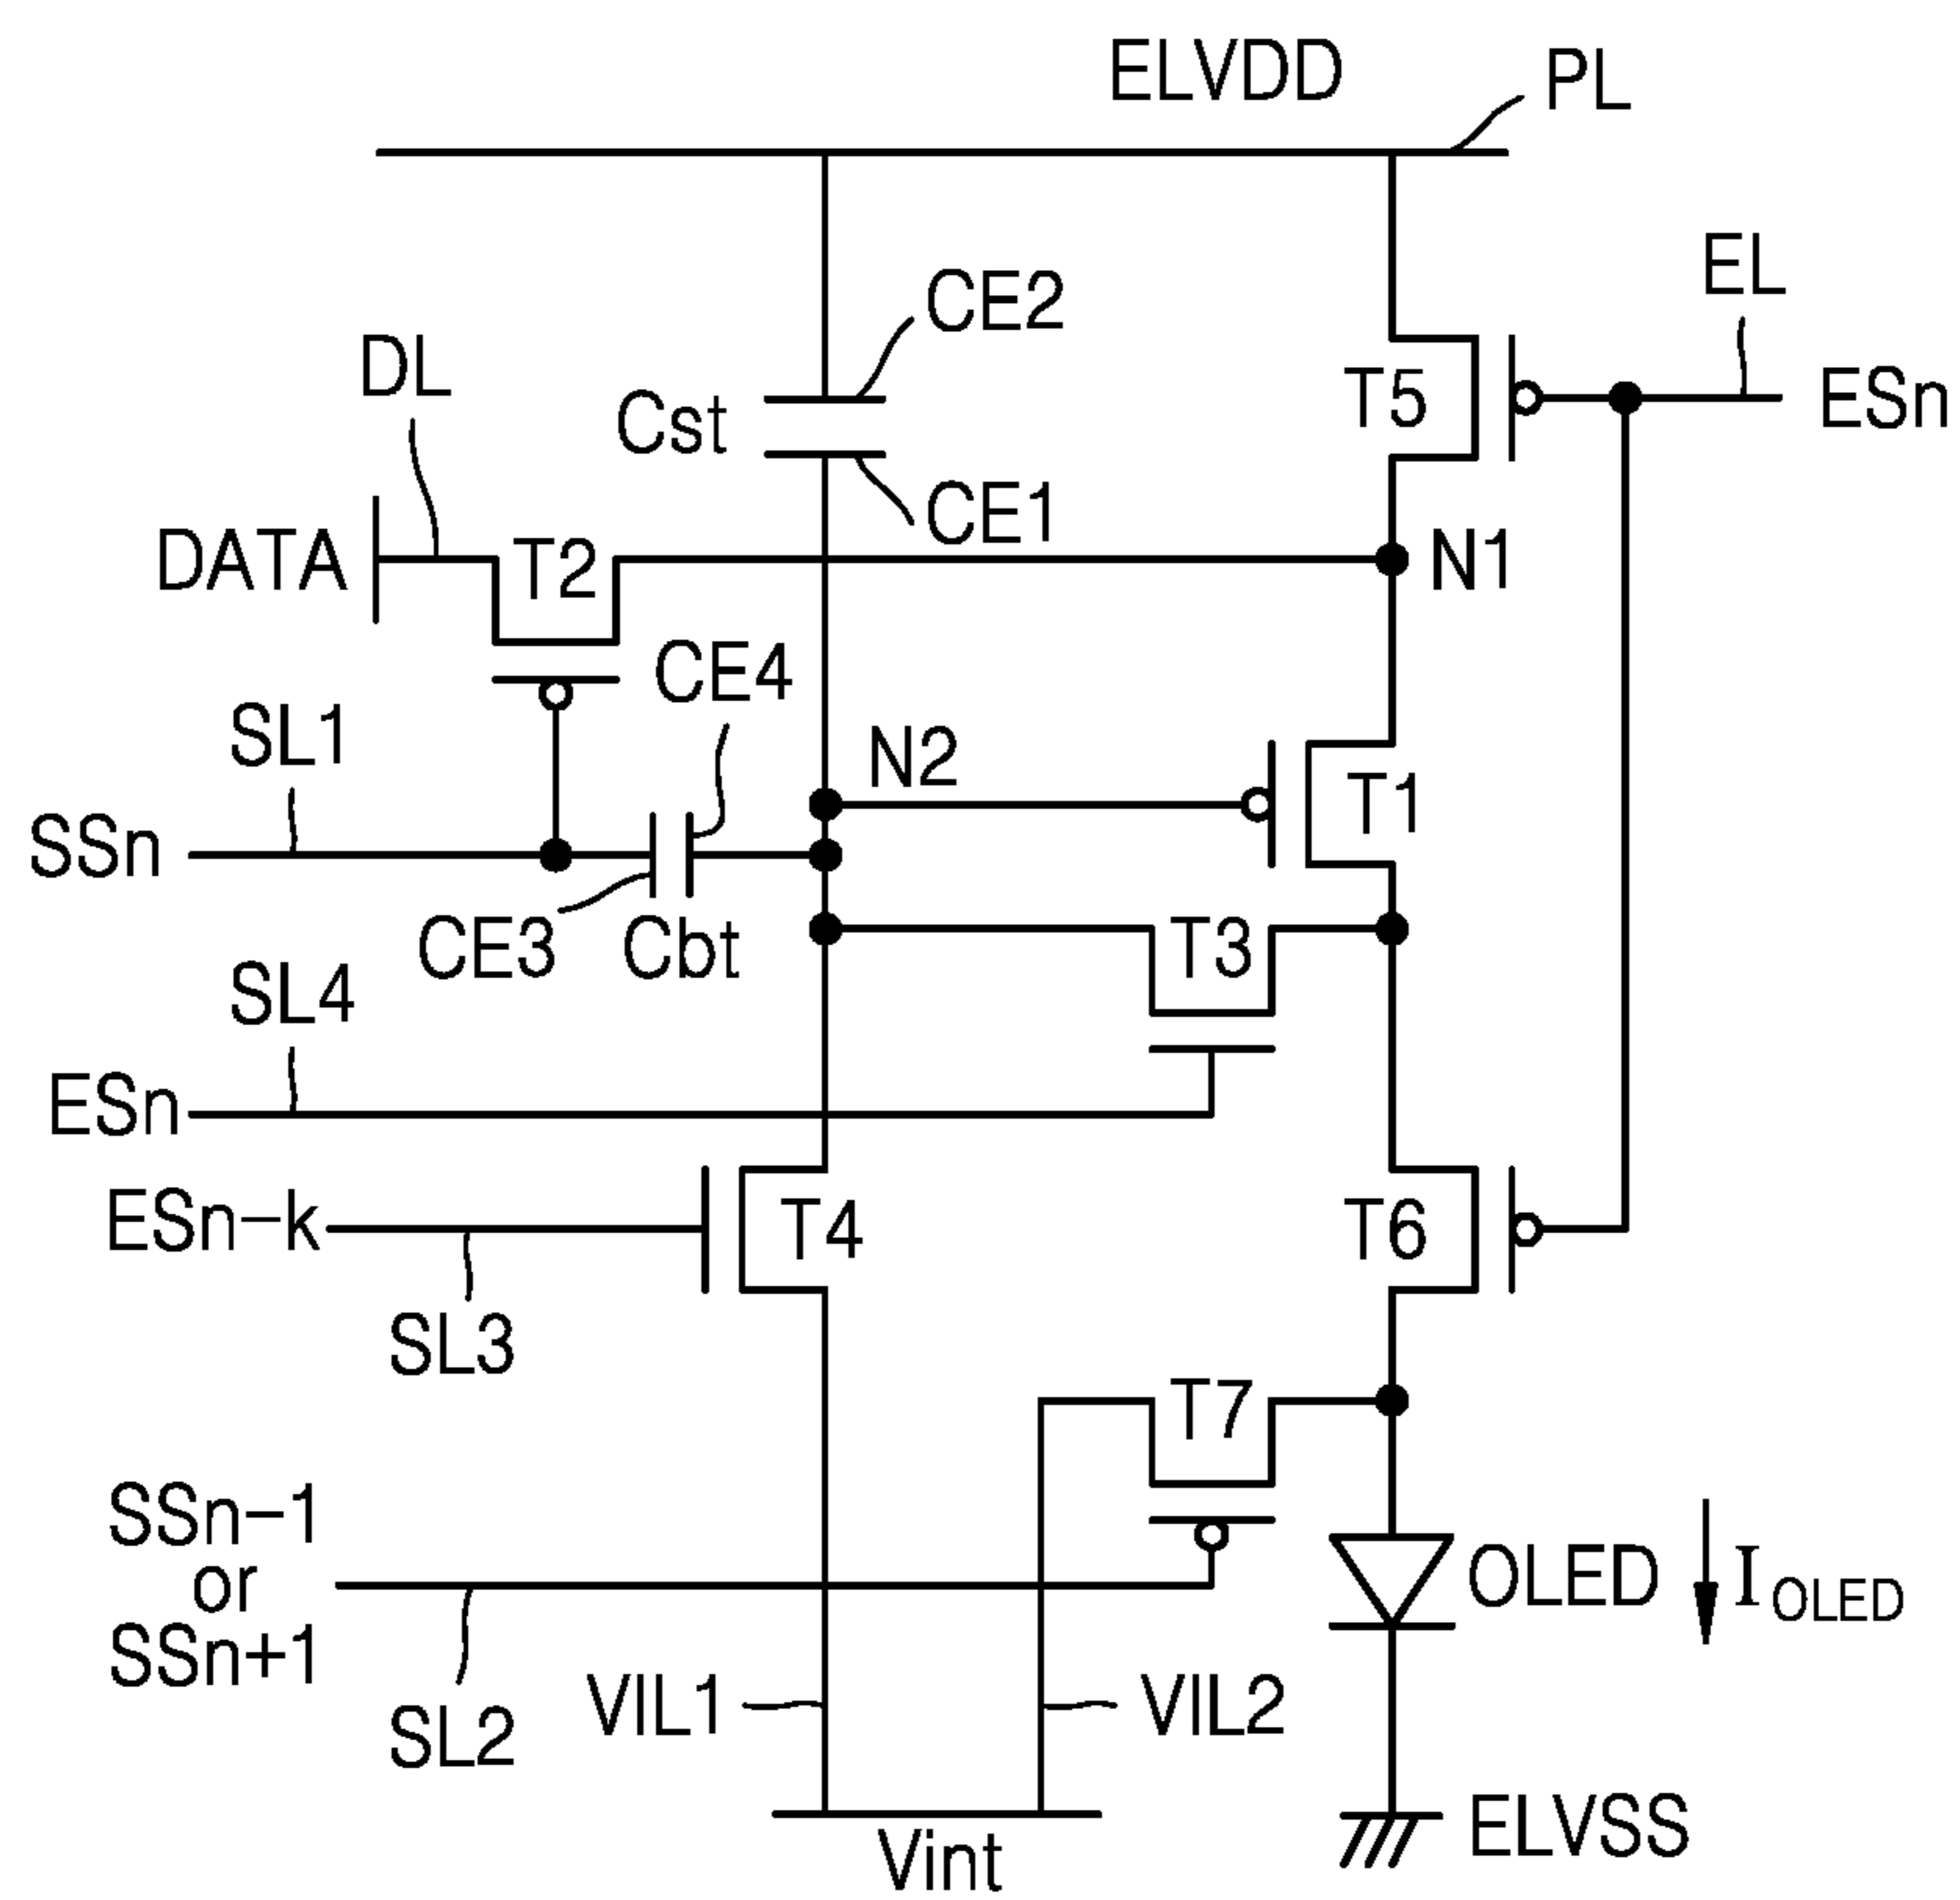 ELVDD
PL
CE2
EL
DL
Cst
T5
ESn
CE1
DATA
T2
N1
CE4
SL1
N2
T1
SSn
CE3
Cbt
T3
SL4
ESn
ESn-k
T4
T6
SL3
T7
SSn-1
or
SSn+1
OLED
I OLED
SL2
VIL1
VIL2
Vint
ELVSS